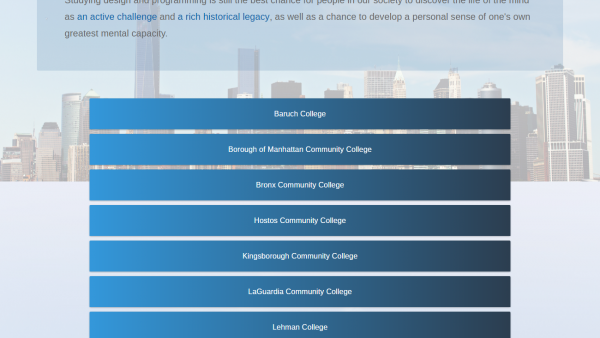 Studying design and programming is still the best chance for people in our society to discover the life of the mind
as an active challenge and a rich historical legacy, as well as a chance to develop a personal sense of one's own
greatest mental capacity.
Baruch College
Borough of Manhattan Community College
Bronx Community College
Hostos Community College
Kingsborough Community College
LaGuardia Community College
Lehman College